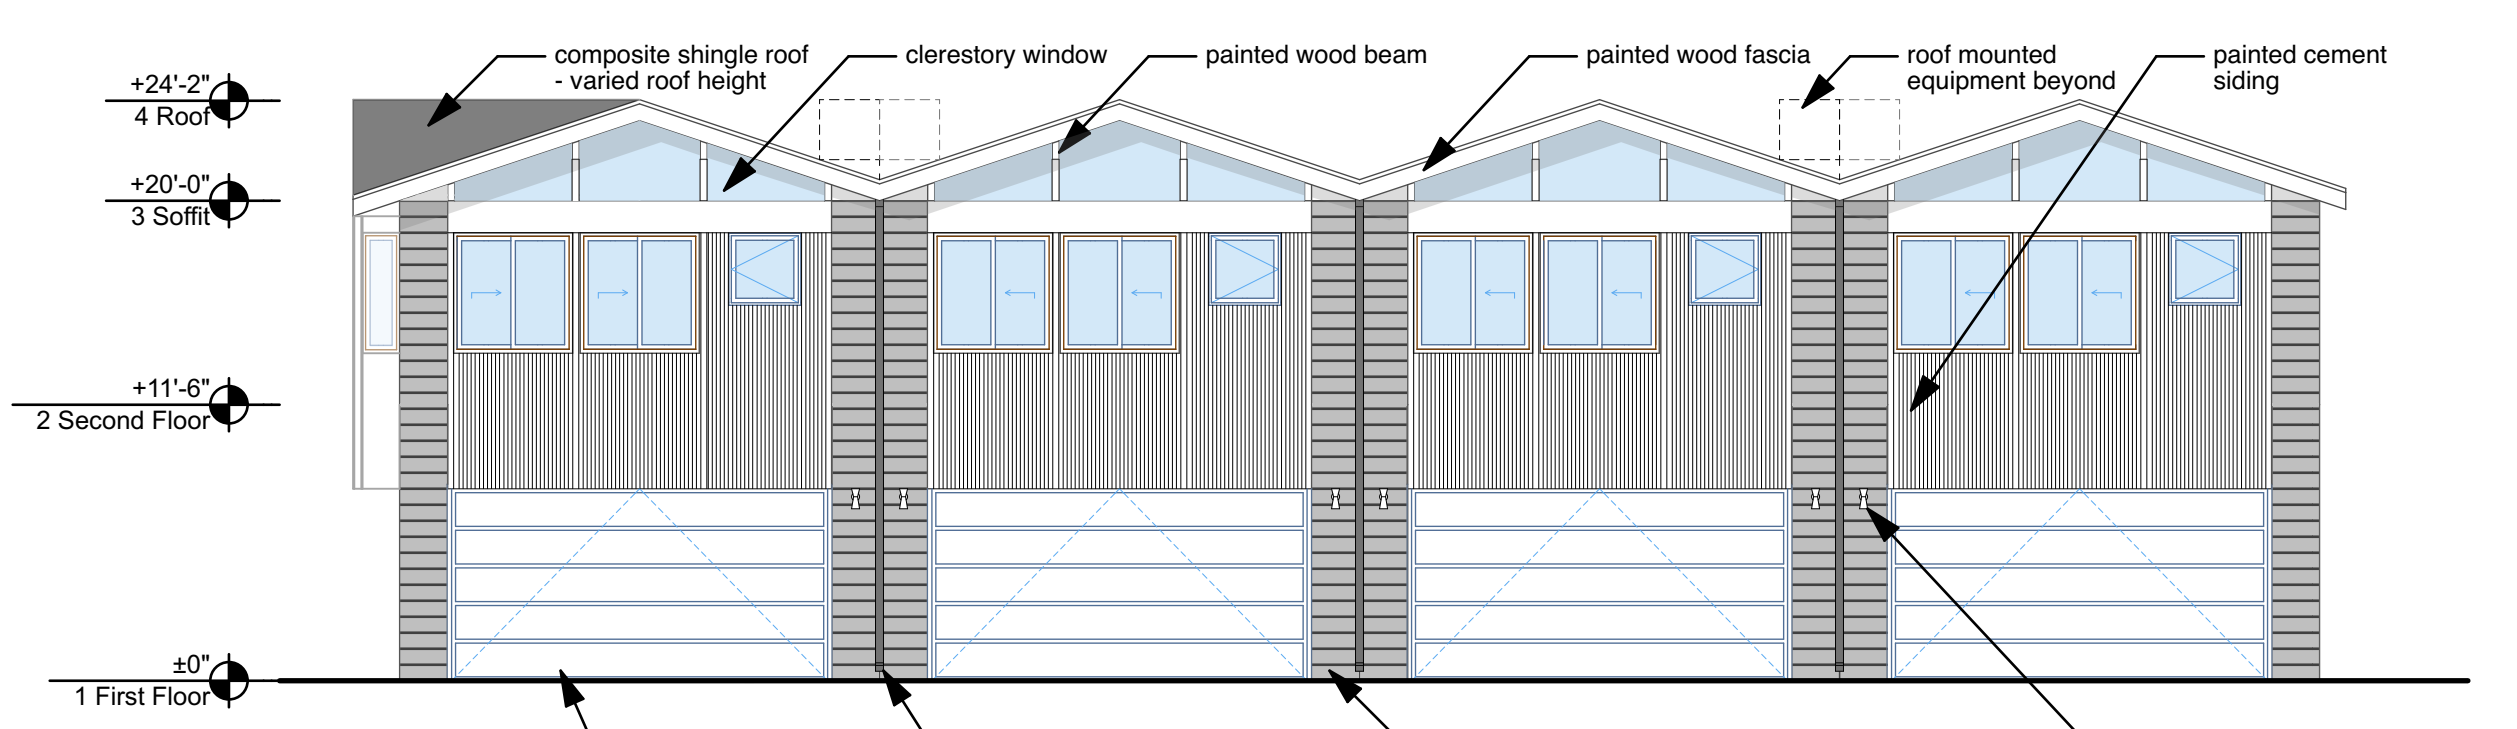 composite shingle roof
- varied roof height
clerestory window
painted wood beam
painted wood fascia
roof mounted
equipment beyond
painted cement
siding
+24'-2"
4 Roof
+20'-0"
3 Soffit
+11'-6"
2 Second Floor
±0"
1 First Floor